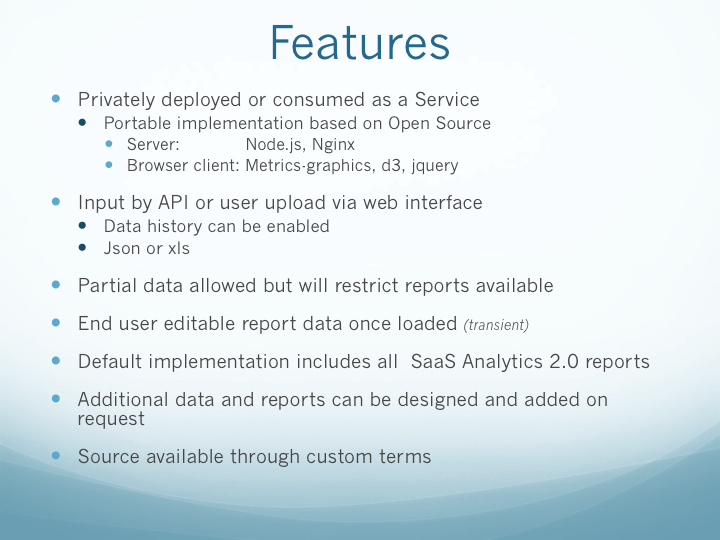 Features
• Privately deployed or consumed as a Service
• Portable implementation based on Open Source
• Server: Node.js, Nginx
• Browser client: Metrics-graphics, d3, jquery
• Input by API or user upload via web interface
• Data history can be enabled
• Json or xls
• Partial data allowed but will restrict reports available
• End user editable report data once loaded (transient)
• Default implementation includes all  SaaS Analytics 2.0 reports
• Additional data and reports can be designed and added on
request
• Source available through custom terms